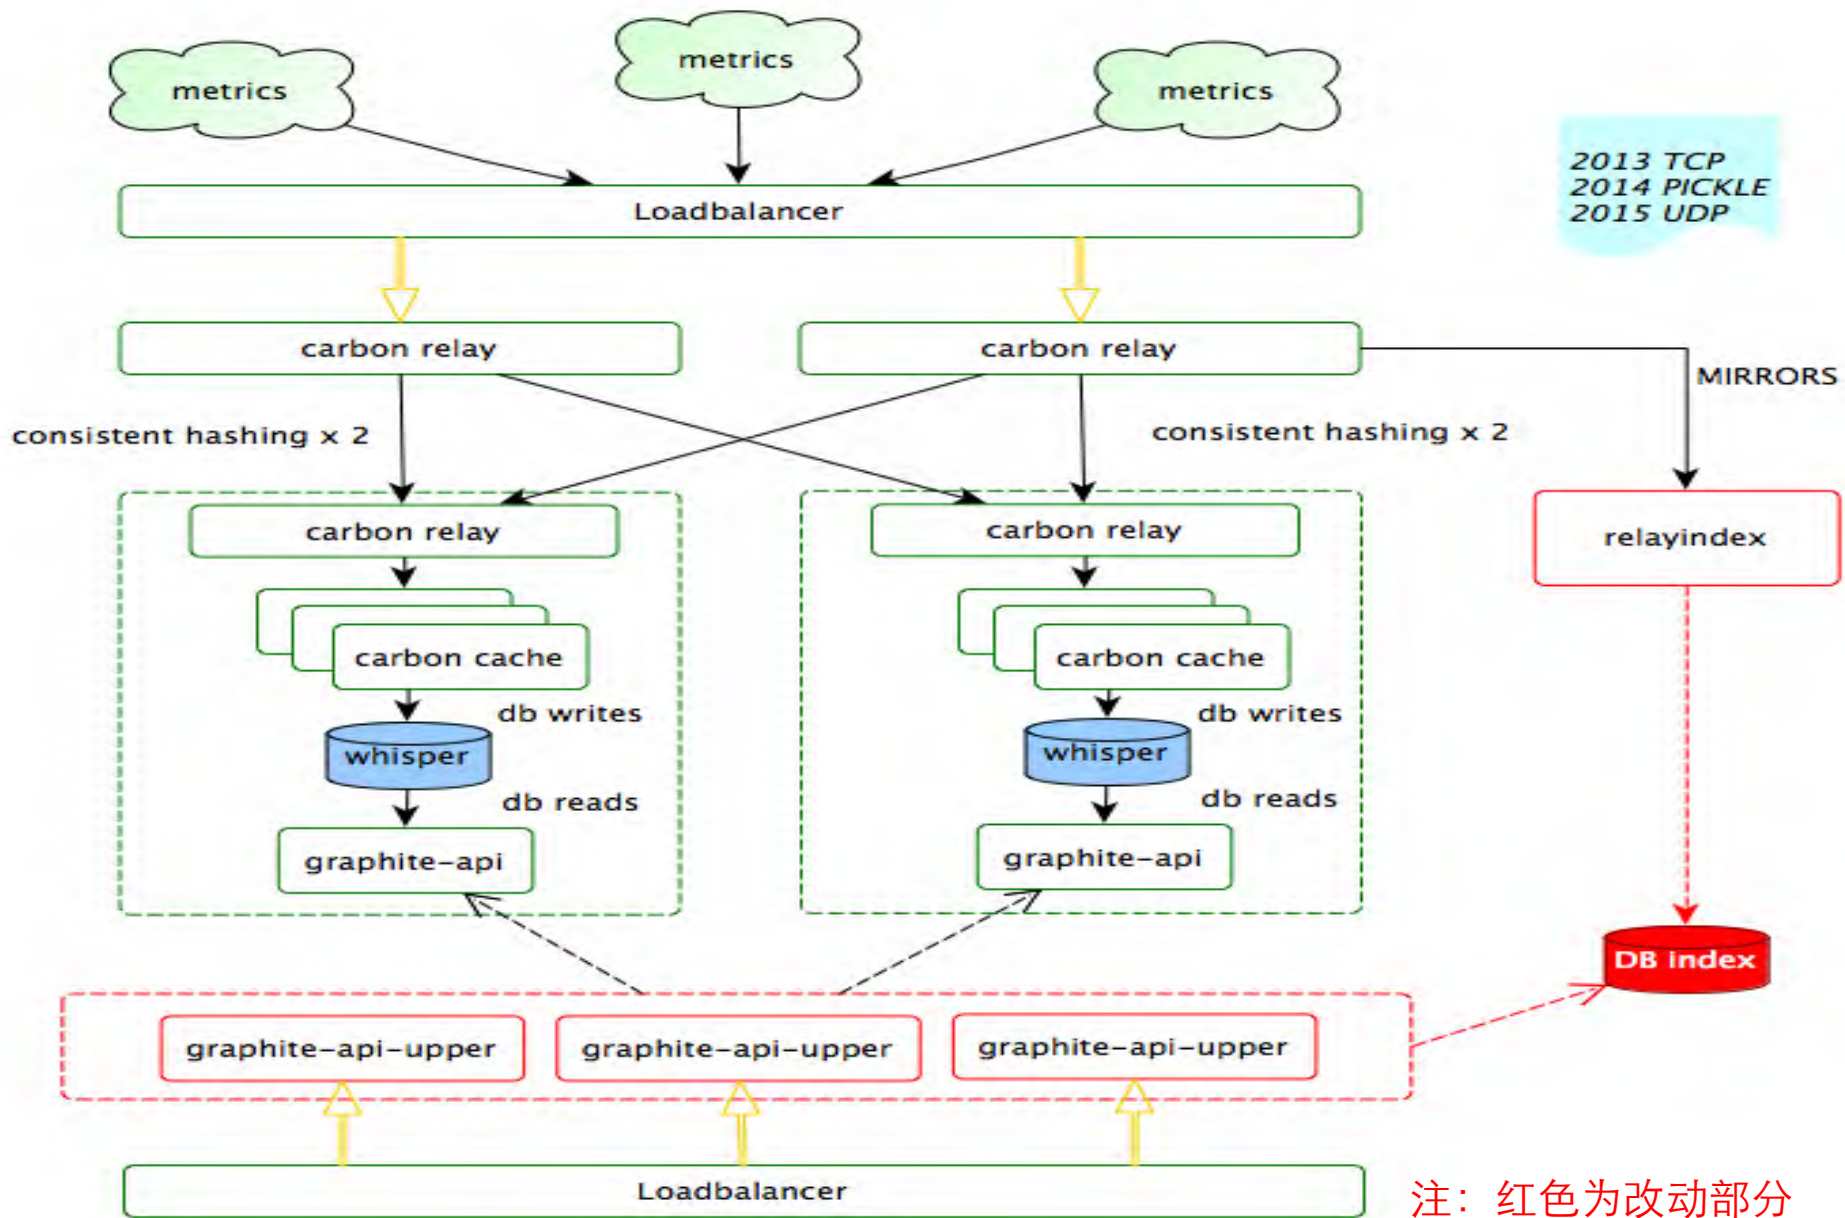 metrics
metrics
metrics
2013 TCP
2014 PICKLE
2015 UDP
Loadbalancer
carbon relay
carbon relay
MIRRORS
consistent hashing x 2
consistent hashing x 2
carbon relay
carbon relay
relayindex
carbon cache
carbon cache
db writes
db writes
whisper
whisper
db reads
db reads
graphite-api
graphite-api
DB index
graphite-api-upper
graphite-api-upper
graphite-api-upper
Loadbalancer
注：红色为改动部分